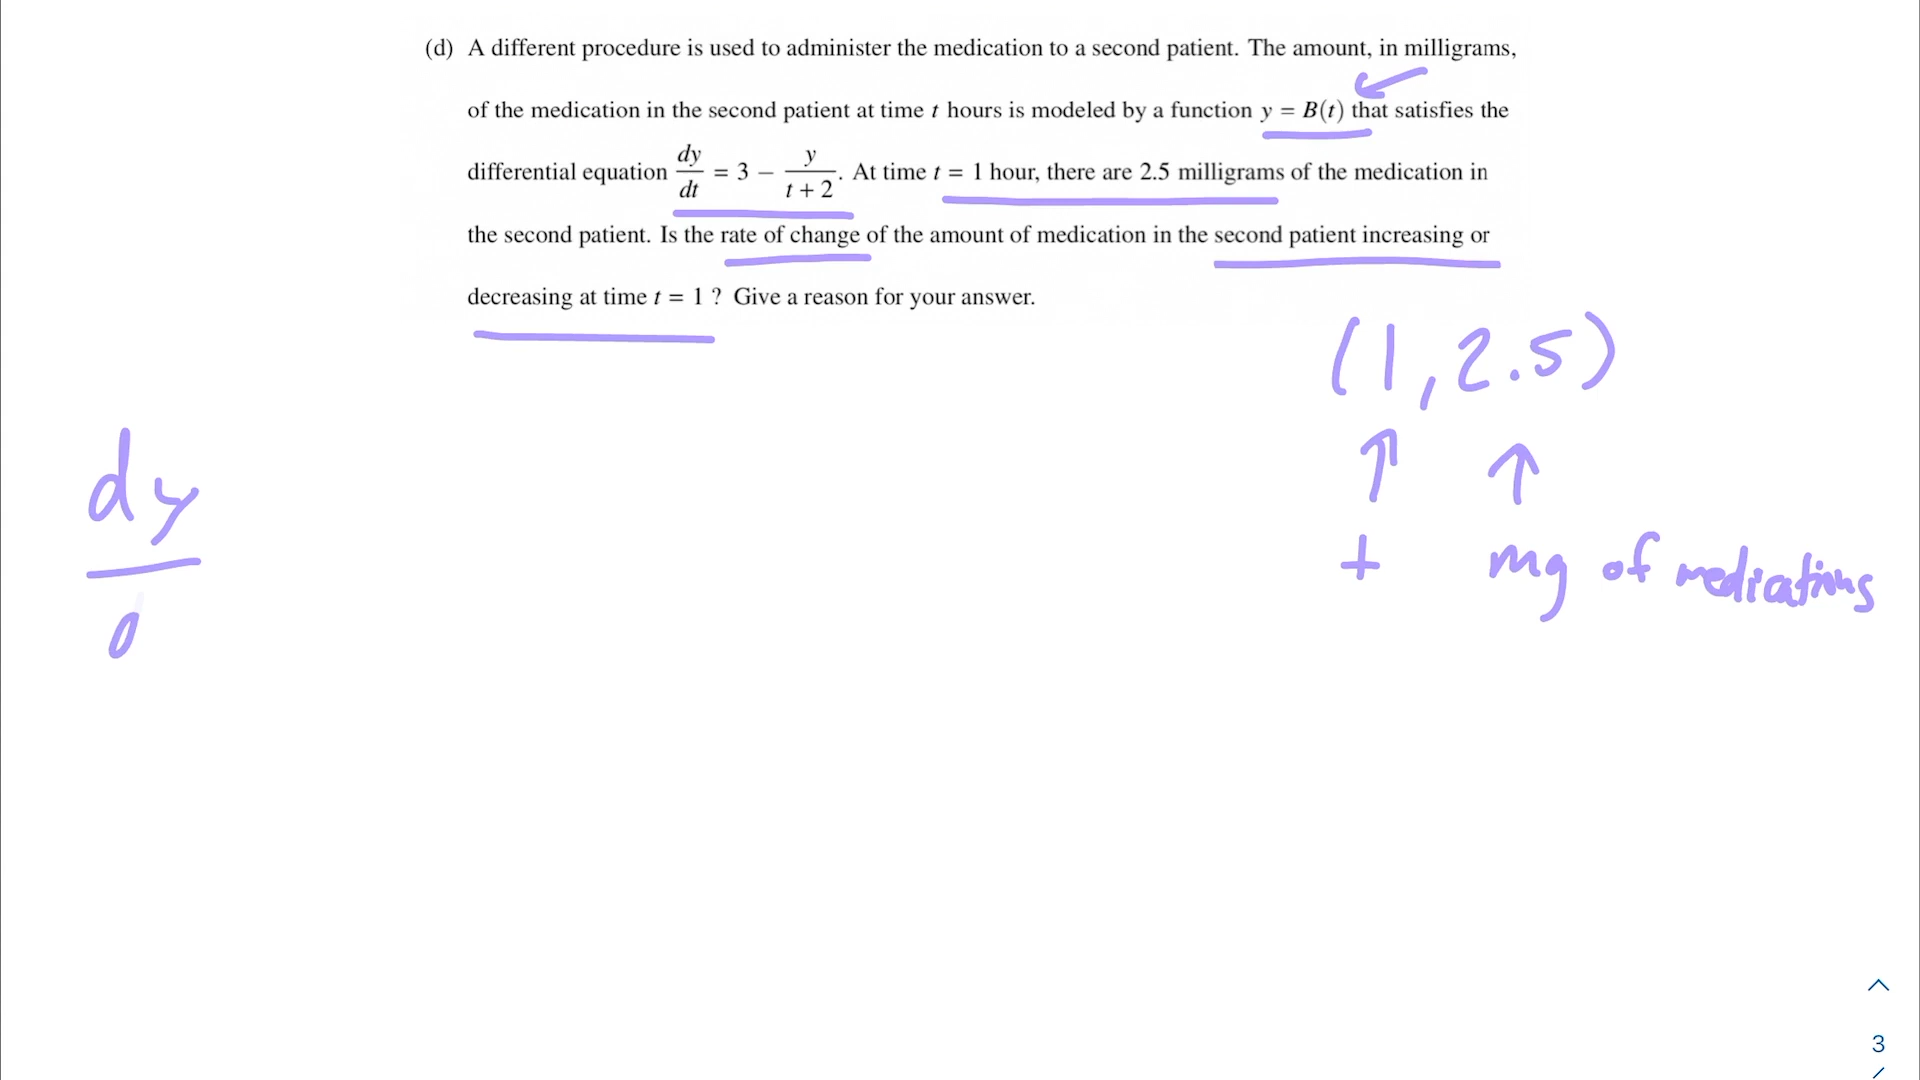 (d) A different procedure is used to administer the medication to a second patient. The amount, in milligrams,
of the medication in the second patient at time t hours is modeled by a function y = B(t) that satisfies the
differential equation dy/dt = 3 − y/(t + 2). At time t = 1 hour, there are 2.5 milligrams of the medication in
the second patient. Is the rate of change of the amount of medication in the second patient increasing or
decreasing at time t = 1 ? Give a reason for your answer.
(1, 2.5)
t mg of medications
dy
3